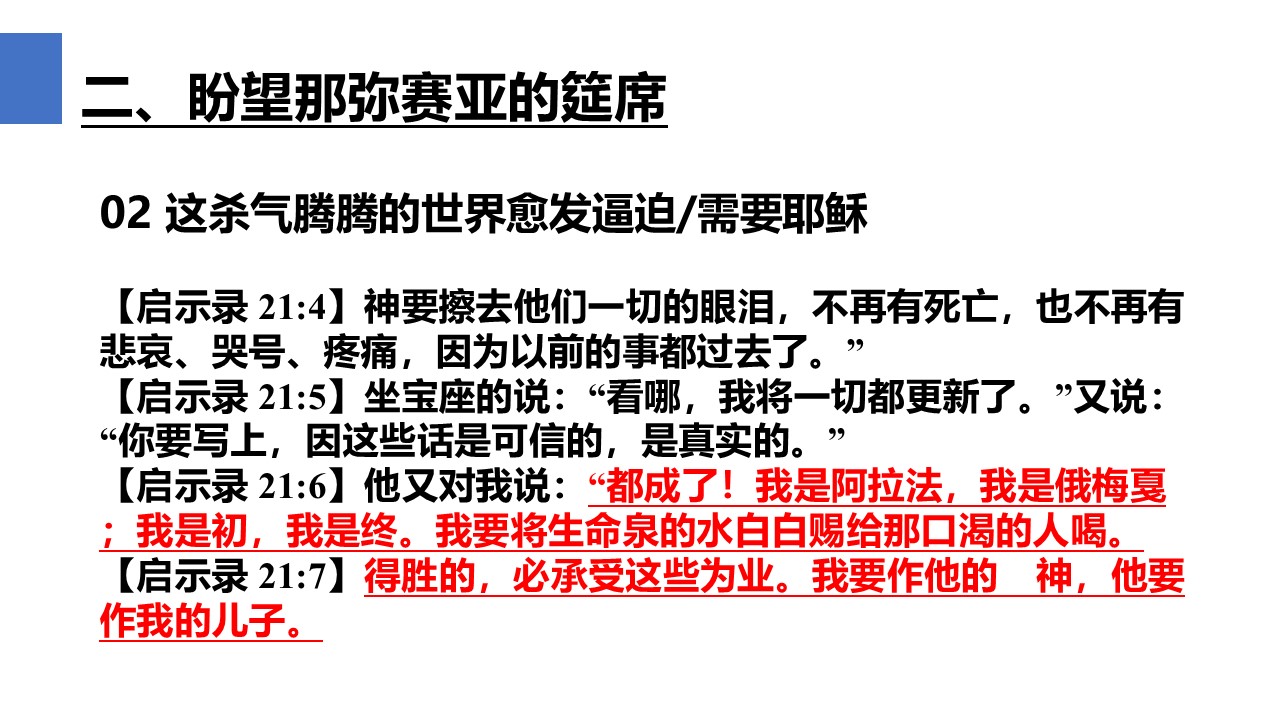 二、盼望那弥赛亚的筵席
02 这杀气腾腾的世界愈发逼迫/需要耶稣
【启示录 21:4】神要擦去他们一切的眼泪，不再有死亡，也不再有
悲哀、哭号、疼痛，因为以前的事都过去了。”
【启示录 21:5】坐宝座的说：“看哪，我将一切都更新了。”又说：
“你要写上，因这些话是可信的，是真实的。”
【启示录 21:6】他又对我说：“都成了！我是阿拉法，我是俄梅戛
；我是初，我是终。我要将生命泉的水白白赐给那口渴的人喝。
【启示录 21:7】得胜的，必承受这些为业。我要作他的　神，他要
作我的儿子。